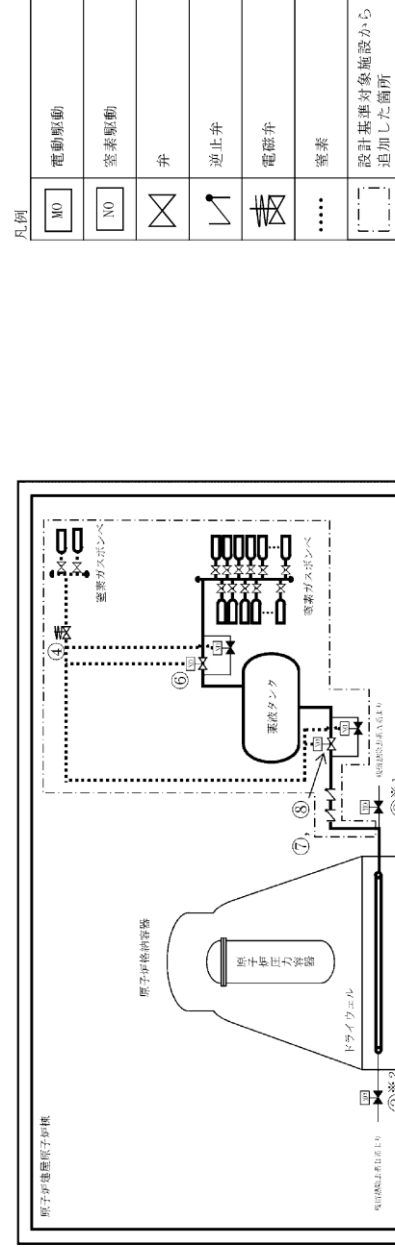 凡例
MO
電動駆動
NO
窒素駆動
弁
逆止弁
電磁弁
窒素
設計基準対象施設から
追加した箇所
原子炉建屋原子炉棟
窒素ガスボンベ
④
⑥
窒素ガスボンベ
薬液タンク
⑦,
⑧
原子炉格納容器
原子炉圧力容器
ドライウェル